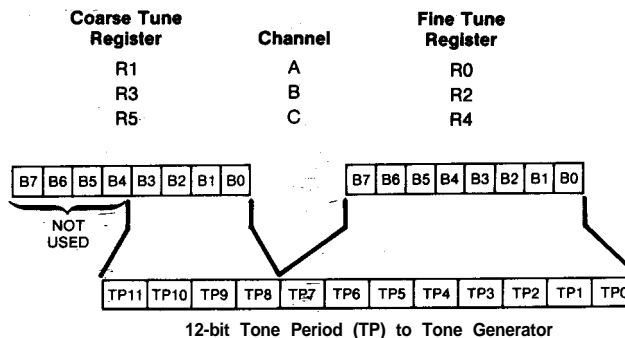 Coarse Tune Register Channel Fine Tune Register
R1 A R0
R3 B R2
R5 C R4
B7 B6 B5 B4 B3 B2 B1 B0 B7 B6 B5 B4 B3 B2 B1 B0
NOT USED
TP11 TP10 TP9 TP8 TP7 TP6 TP5 TP4 TP3 TP2 TP1 TP0
12-bit Tone Period (TP) to Tone Generator